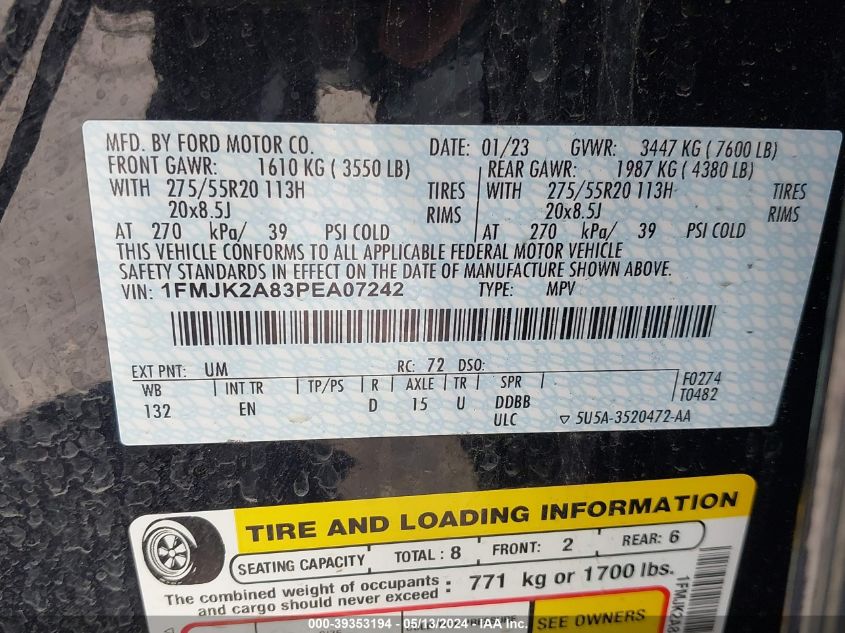 MFD. BY FORD MOTOR CO. DATE: 01/23 GVWR: 3447 KG ( 7600 LB)
FRONT GAWR: 1610 KG ( 3550 LB) REAR GAWR: 1987 KG ( 4380 LB)
WITH 275/55R20 113H TIRES WITH 275/55R20 113H TIRES
20x8.5J RIMS 20x8.5J RIMS
AT 270 kPa/ 39 PSI COLD AT 270 kPa/ 39 PSI COLD
THIS VEHICLE CONFORMS TO ALL APPLICABLE FEDERAL MOTOR VEHICLE
SAFETY STANDARDS IN EFFECT ON THE DATE OF MANUFACTURE SHOWN ABOVE.
VIN: 1FMJK2A83PEA07242 TYPE: MPV
EXT PNT: UM RC: 72 DSO:
WB INT TR TP/PS R AXLE TR SPR F0274
132 EN D 15 U DDBB T0482
ULC 5U5A-3520472-AA
TIRE AND LOADING INFORMATION
SEATING CAPACITY TOTAL : 8 FRONT: 2 REAR: 6
The combined weight of occupants and cargo should never exceed : 771 kg or 1700 lbs.
SEE OWNERS
000-39353194 - 05/13/2024 - IAA Inc.